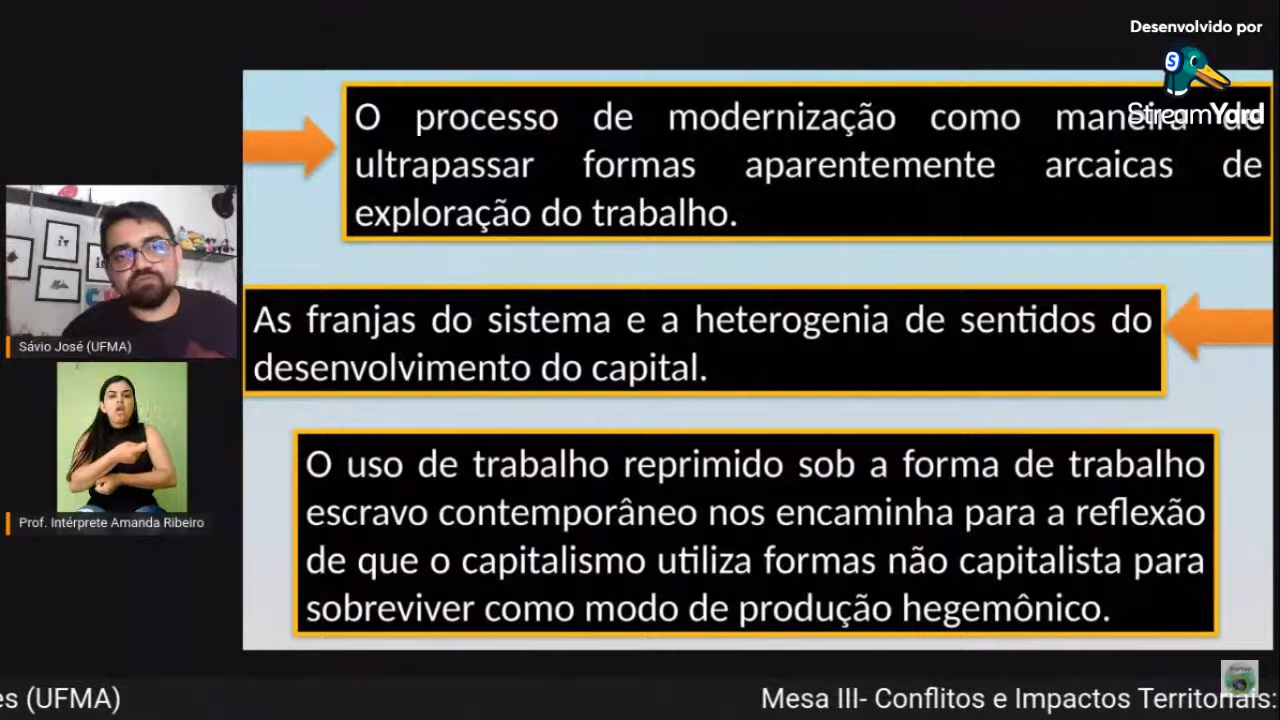 Desenvolvido por
StreamYard
O processo de modernização como maneira de
ultrapassar formas aparentemente arcaicas de
exploração do trabalho.
As franjas do sistema e a heterogenia de sentidos do
desenvolvimento do capital.
O uso de trabalho reprimido sob a forma de trabalho
escravo contemporâneo nos encaminha para a reflexão
de que o capitalismo utiliza formas não capitalista para
sobreviver como modo de produção hegemônico.
Sávio José (UFMA)
Prof. Intérprete Amanda Ribeiro
es (UFMA)
Mesa III- Conflitos e Impactos Territoriais: